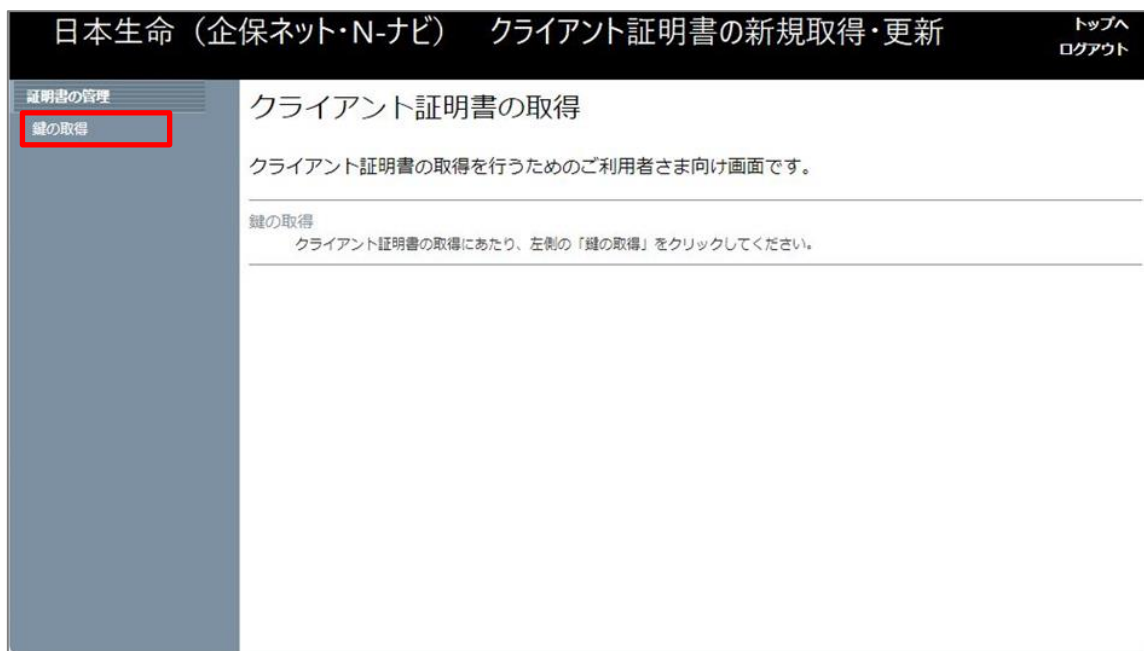 日本生命（企保ネット・N-ナビ）　クライアント証明書の新規取得・更新
トップへ
ログアウト
証明書の管理
鍵の取得
クライアント証明書の取得
クライアント証明書の取得を行うためのご利用者さま向け画面です。
鍵の取得
クライアント証明書の取得にあたり、左側の「鍵の取得」をクリックしてください。